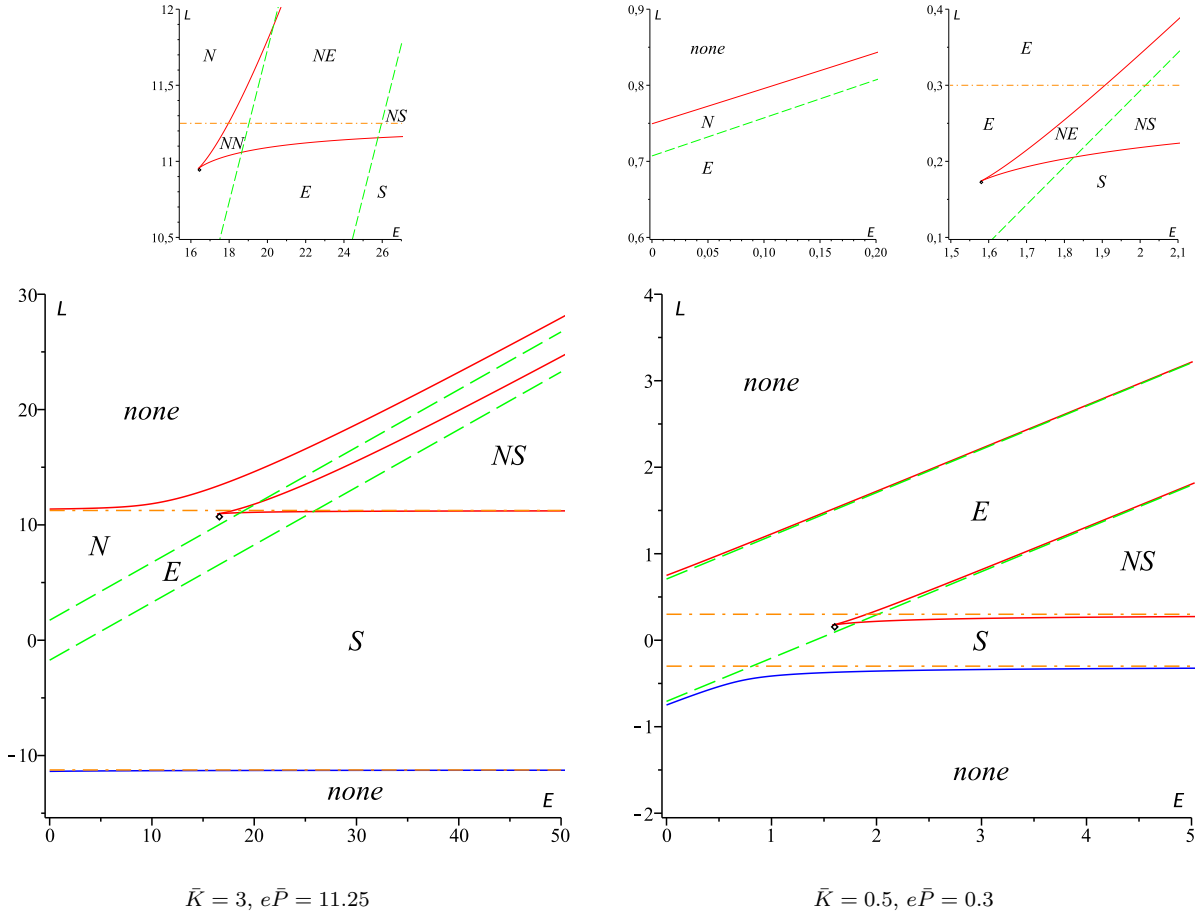 12
L
N
NE
11,5
NS
NN
11
E
S
10,5
E
16 18 20 22 24 26
0,9
L
none
0,8
N
0,7
E
0,6
E
0 0,05 0,10 0,15 0,20
0,4
L
E
0,3
E
NE
NS
0,2
S
0,1
E
1,5 1,6 1,7 1,8 1,9 2 2,1
30
L
20
none
NS
10
N
E
0
S
−10
none
E
0 10 20 30 40 50
K̄ = 3, eP̄ = 11.25
4
L
3
none
2
E
1
NS
0
S
−1
none
−2
E
0 1 2 3 4 5
K̄ = 0.5, eP̄ = 0.3